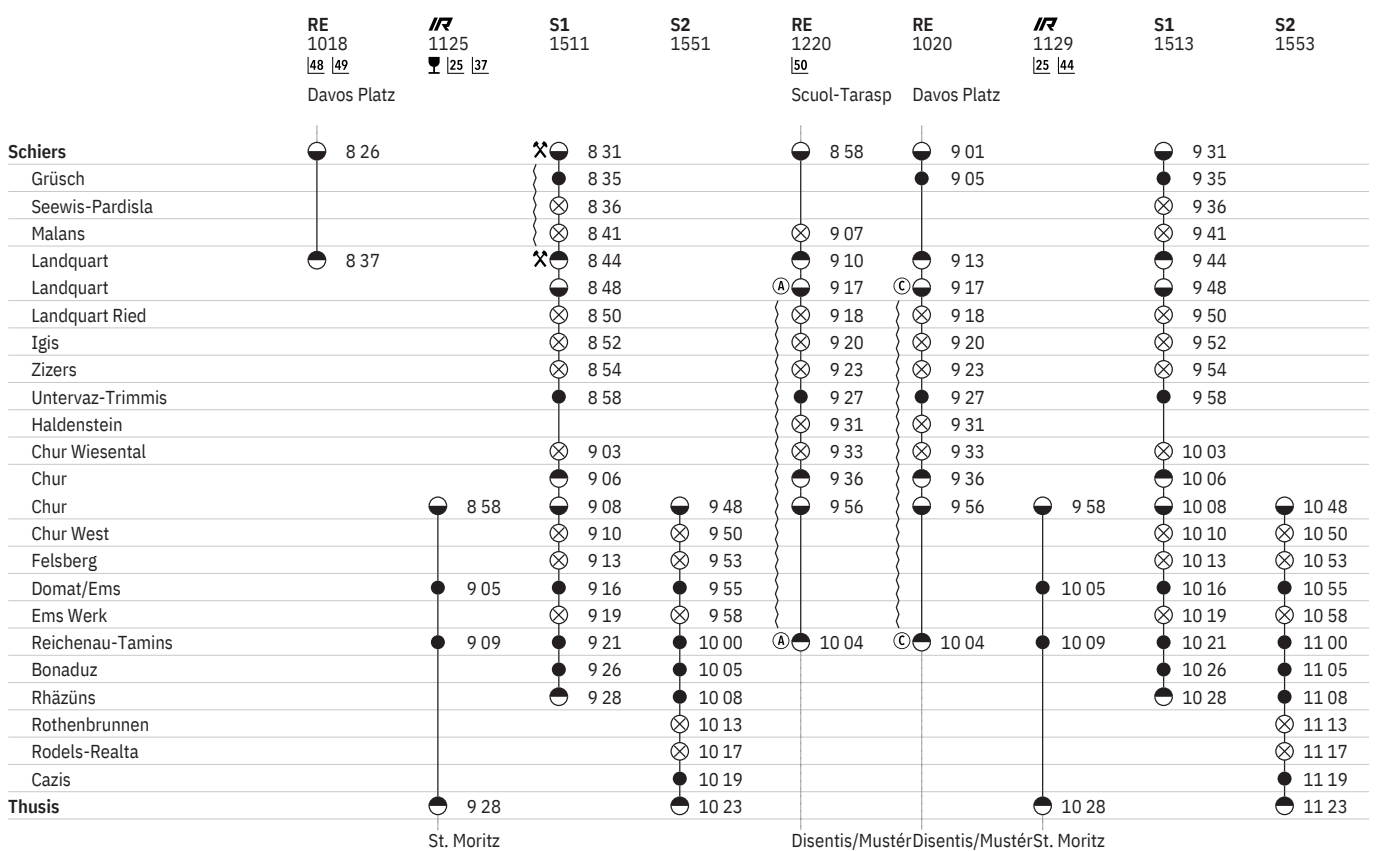 RE IR S1 S2 RE RE IR S1 S2
1018 1125 1511 1551 1220 1020 1129 1513 1553
48 49 25 37 50 25 44
Davos Platz Scuol-Tarasp Davos Platz
Schiers 8 26 8 31 8 58 9 01 9 31
Grüsch 8 35 9 05 9 35
Seewis-Pardisla 8 36 9 36
Malans 8 41 9 07 9 41
Landquart 8 37 8 44 9 10 9 13 9 44
Landquart 8 48 A 9 17 C 9 17 9 48
Landquart Ried 8 50 9 18 9 18 9 50
Igis 8 52 9 20 9 20 9 52
Zizers 8 54 9 23 9 23 9 54
Untervaz-Trimmis 8 58 9 27 9 27 9 58
Haldenstein 9 31 9 31
Chur Wiesental 9 03 9 33 9 33 10 03
Chur 9 06 9 36 9 36 10 06
Chur 8 58 9 08 9 48 9 56 9 56 9 58 10 08 10 48
Chur West 9 10 9 50 10 10 10 50
Felsberg 9 13 9 53 10 13 10 53
Domat/Ems 9 05 9 16 9 55 10 05 10 16 10 55
Ems Werk 9 19 9 58 10 19 10 58
Reichenau-Tamins 9 09 9 21 10 00 A 10 04 C 10 04 10 09 10 21 11 00
Bonaduz 9 26 10 05 10 26 11 05
Rhäzüns 9 28 10 08 10 28 11 08
Rothenbrunnen 10 13 11 13
Rodels-Realta 10 17 11 17
Cazis 10 19 11 19
Thusis 9 28 10 23 10 28 11 23
St. Moritz Disentis/Mustér Disentis/Mustér St. Moritz